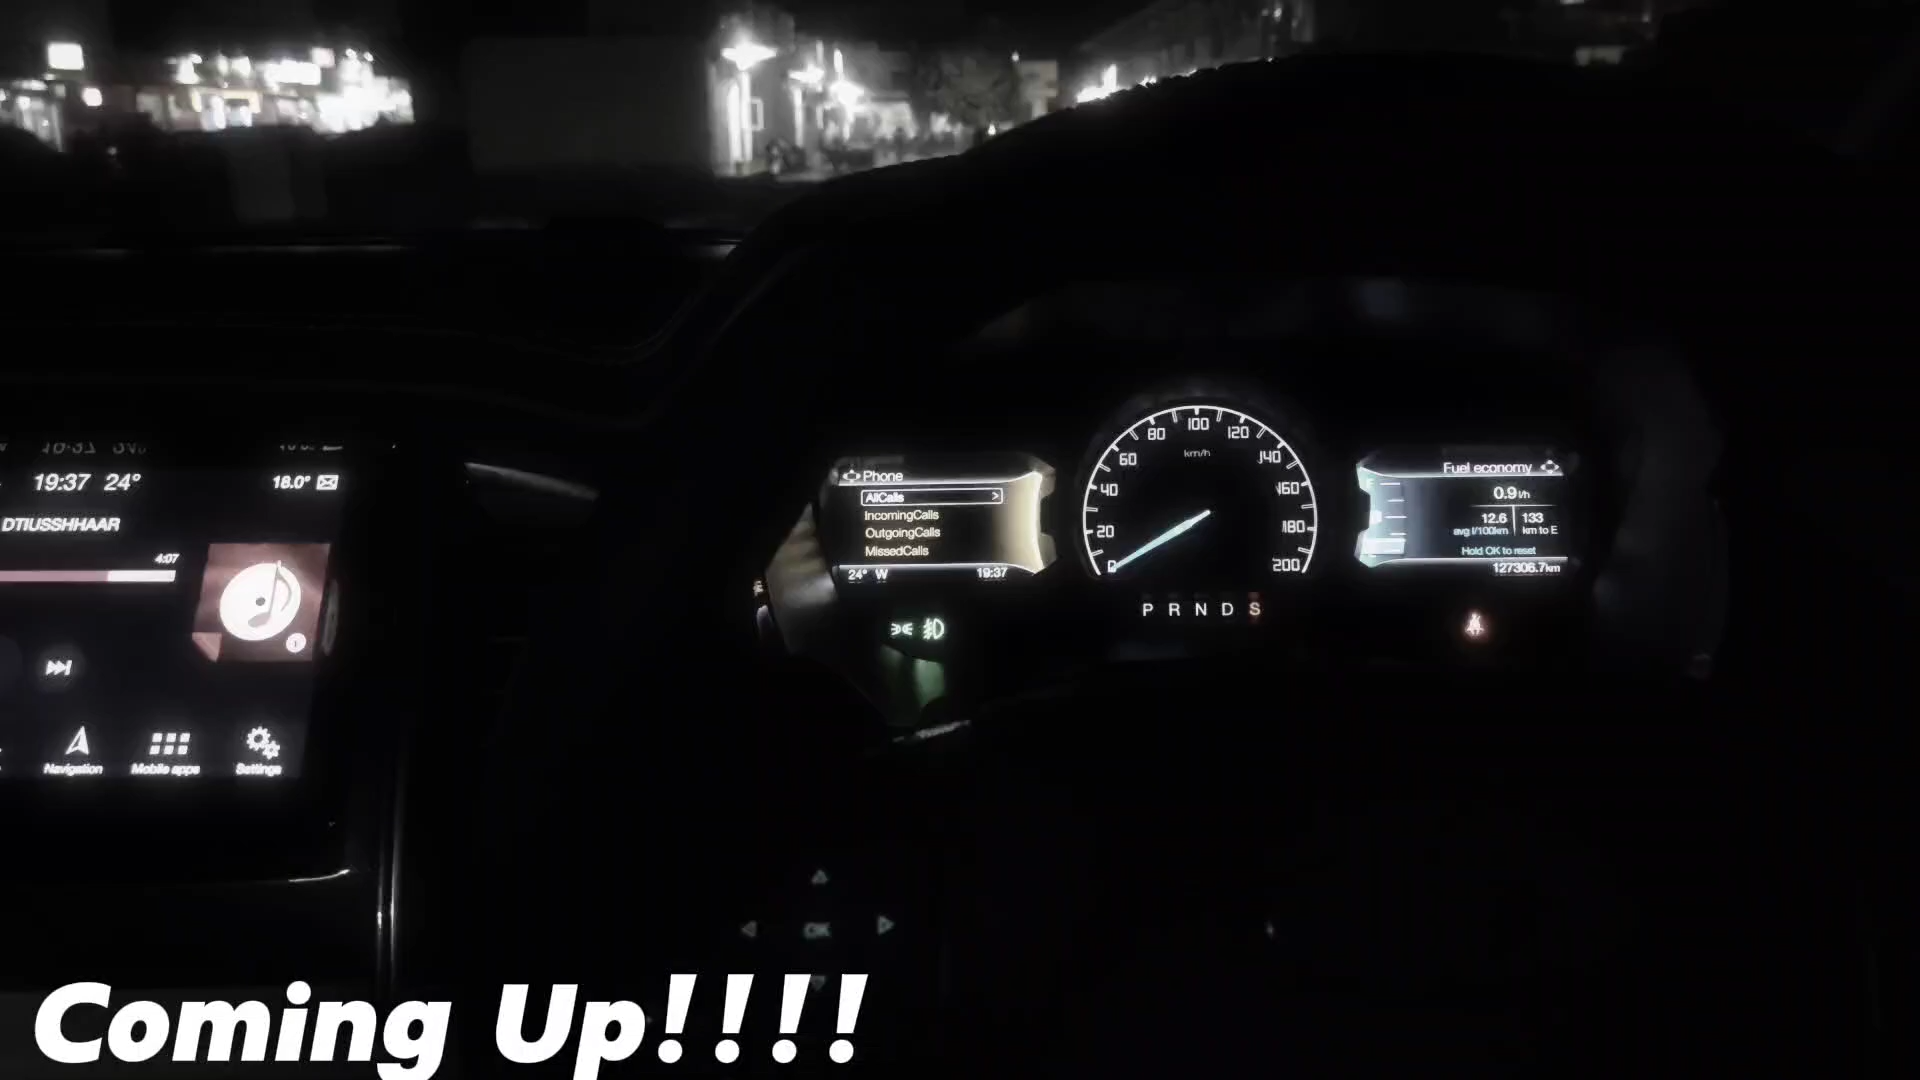 19:37 24° 18.0°
DTIUSSHHAAR
4:07
Navigation Mobile apps Settings
Phone
AllCalls >
IncomingCalls
OutgoingCalls
MissedCalls
24° W 19:37
0 20 40 60 80 100 120 140 160 180 200
km/h
P R N D S
Fuel economy
0.9 l/h
12.6 133
avg l/100km km to E
Hold OK to reset
127306.7km
OK
Coming Up!!!!